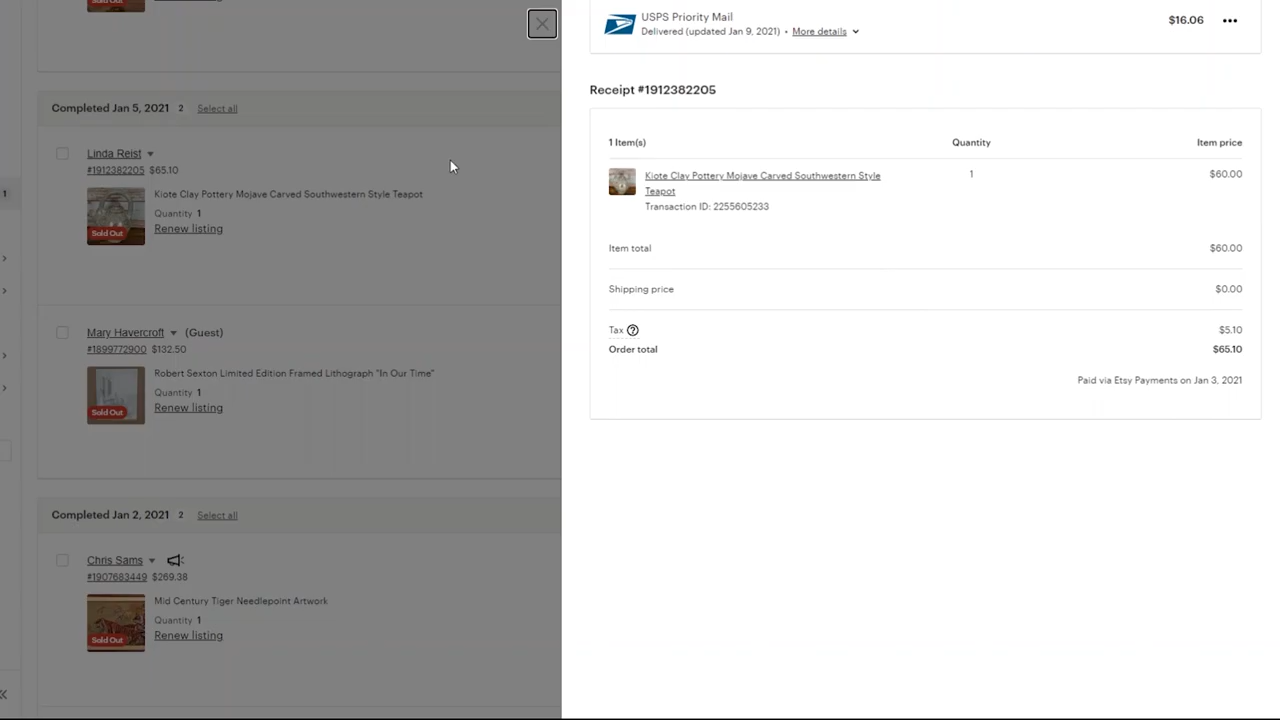 Completed Jan 5, 2021 2 Select all
Linda Reist
#1912382205 $65.10
Kiote Clay Pottery Mojave Carved Southwestern Style Teapot
Quantity 1
Renew listing
Sold Out
Mary Havercroft (Guest)
#1899772900 $132.50
Robert Sexton Limited Edition Framed Lithograph "In Our Time"
Quantity 1
Renew listing
Sold Out
Completed Jan 2, 2021 2 Select all
Chris Sams
#1907683449 $269.38
Mid Century Tiger Needlepoint Artwork
Quantity 1
Renew listing
Sold Out
1
USPS Priority Mail $16.06
Delivered (updated Jan 9, 2021) • More details
Receipt #1912382205
1 Item(s) Quantity Item price
Kiote Clay Pottery Mojave Carved Southwestern Style 1 $60.00
Teapot
Transaction ID: 2255605233
Item total $60.00
Shipping price $0.00
Tax ? $5.10
Order total $65.10
Paid via Etsy Payments on Jan 3, 2021